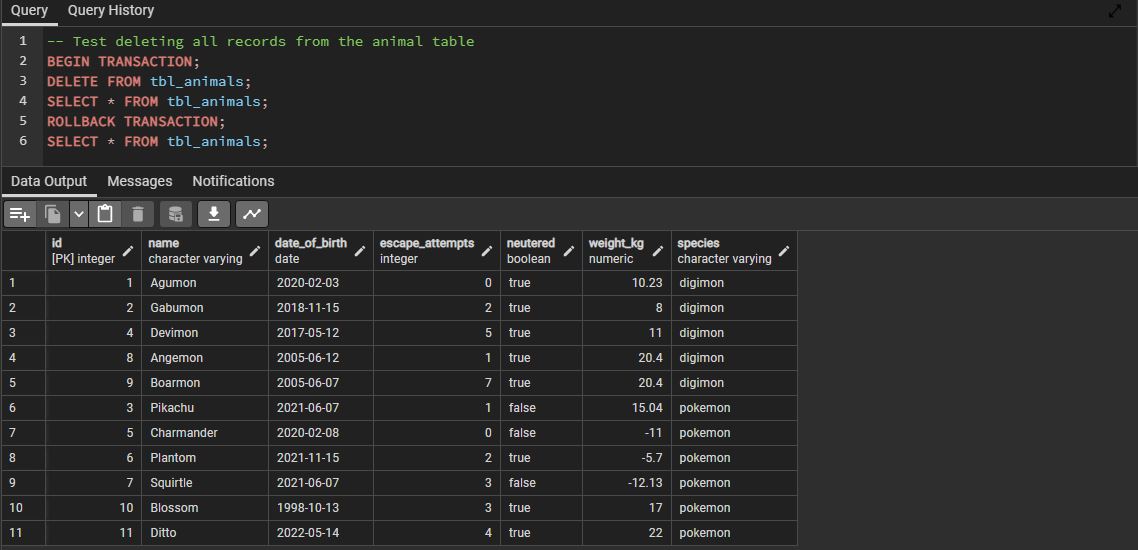 Query Query History
1 -- Test deleting all records from the animal table
2 BEGIN TRANSACTION;
3 DELETE FROM tbl_animals;
4 SELECT * FROM tbl_animals;
5 ROLLBACK TRANSACTION;
6 SELECT * FROM tbl_animals;
Data Output Messages Notifications
id name date_of_birth escape_attempts neutered weight_kg species
[PK] integer character varying date integer boolean numeric character varying
1 1 Agumon 2020-02-03 0 true 10.23 digimon
2 2 Gabumon 2018-11-15 2 true 8 digimon
3 4 Devimon 2017-05-12 5 true 11 digimon
4 8 Angemon 2005-06-12 1 true 20.4 digimon
5 9 Boarmon 2005-06-07 7 true 20.4 digimon
6 3 Pikachu 2021-06-07 1 false 15.04 pokemon
7 5 Charmander 2020-02-08 0 false -11 pokemon
8 6 Plantom 2021-11-15 2 true -5.7 pokemon
9 7 Squirtle 2021-06-07 3 false -12.13 pokemon
10 10 Blossom 1998-10-13 3 true 17 pokemon
11 11 Ditto 2022-05-14 4 true 22 pokemon